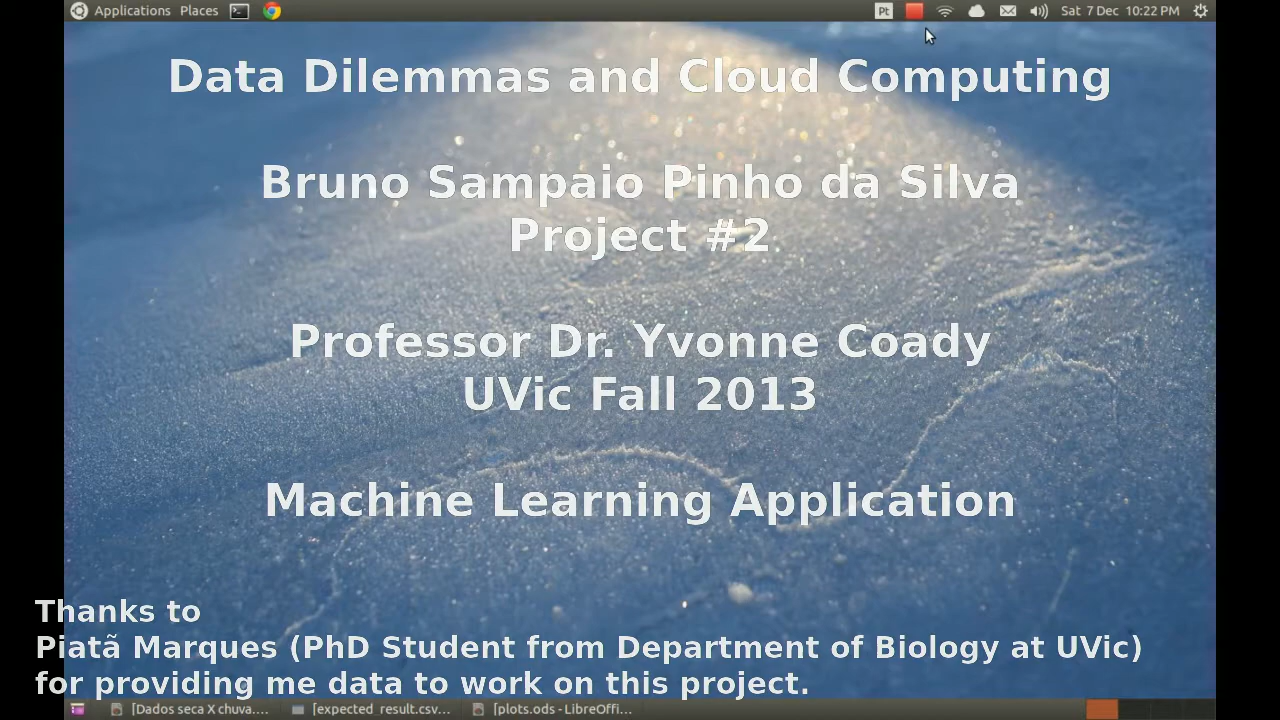 Applications Places Pt Sat 7 Dec 10:22 PM
Data Dilemmas and Cloud Computing
Bruno Sampaio Pinho da Silva
Project #2
Professor Dr. Yvonne Coady
UVic Fall 2013
Machine Learning Application
Thanks to
Piatã Marques (PhD Student from Department of Biology at UVic)
for providing me data to work on this project.
[Dados seca X chuva.... [expected_result.csv... [plots.ods - LibreOffi...